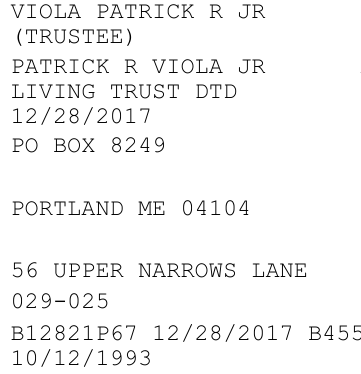 VIOLA PATRICK R JR
(TRUSTEE)
PATRICK R VIOLA JR
LIVING TRUST DTD
12/28/2017
PO BOX 8249
PORTLAND ME 04104
56 UPPER NARROWS LANE
029-025
B12821P67 12/28/2017 B455
10/12/1993